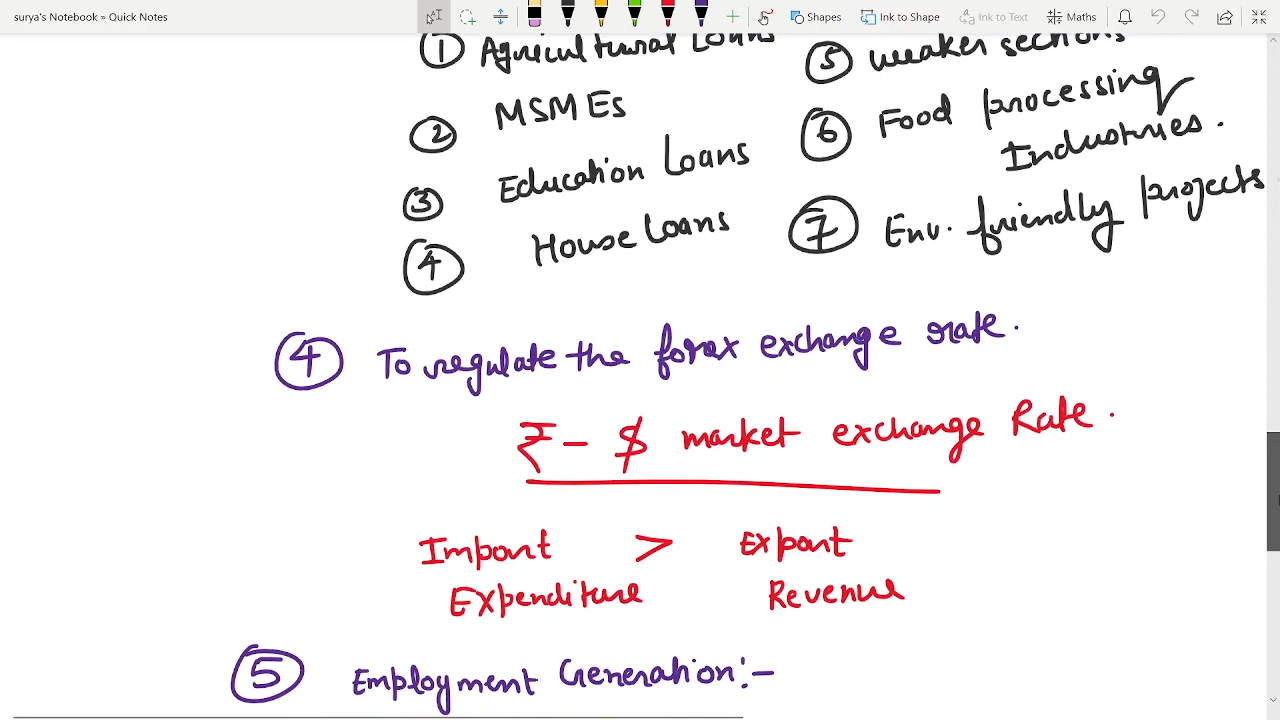 surya's Notebook » Quick Notes
Shapes Ink to Shape Ink to Text Maths
① Agricultural Loans
② MSMEs
③ Education Loans
④ House Loans
⑤ weaker sections
⑥ Food processing
Industries.
⑦ Env. friendly projects
④ To regulate the forex exchange rate.
₹ - $ market exchange Rate.
Import > Export
Expenditure Revenue
⑤ Employment Generation:-